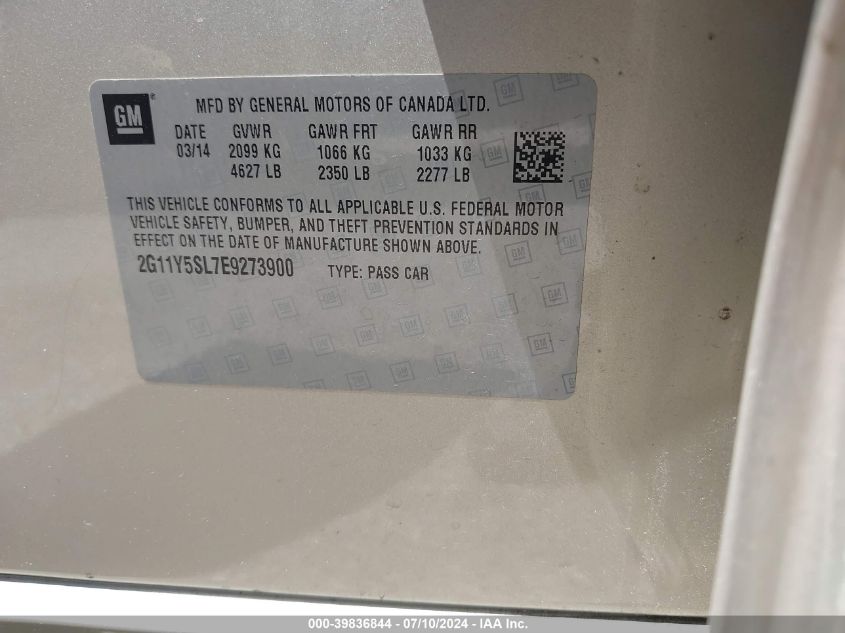 GM
MFD BY GENERAL MOTORS OF CANADA LTD.
DATE GVWR GAWR FRT GAWR RR
03/14 2099 KG 1066 KG 1033 KG
4627 LB 2350 LB 2277 LB
THIS VEHICLE CONFORMS TO ALL APPLICABLE U.S. FEDERAL MOTOR
VEHICLE SAFETY, BUMPER, AND THEFT PREVENTION STANDARDS IN
EFFECT ON THE DATE OF MANUFACTURE SHOWN ABOVE.
2G11Y5SL7E9273900 TYPE: PASS CAR
000-39836844 - 07/10/2024 - IAA Inc.